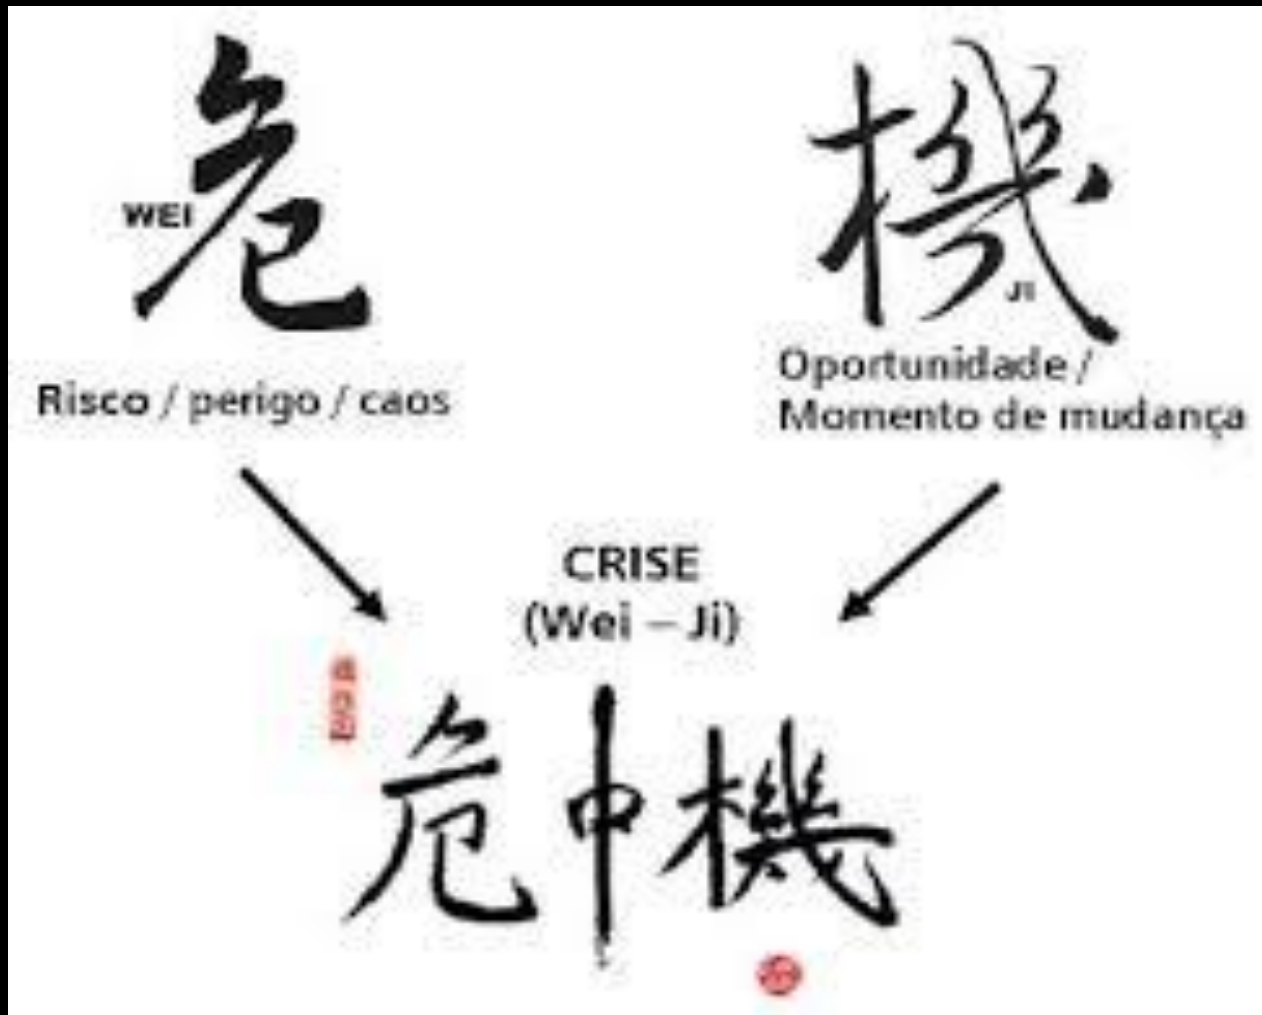 危
WEI
Risco / perigo / caos
機
JI
Oportunidade /
Momento de mudança
CRISE
(Wei – Ji)
危中機